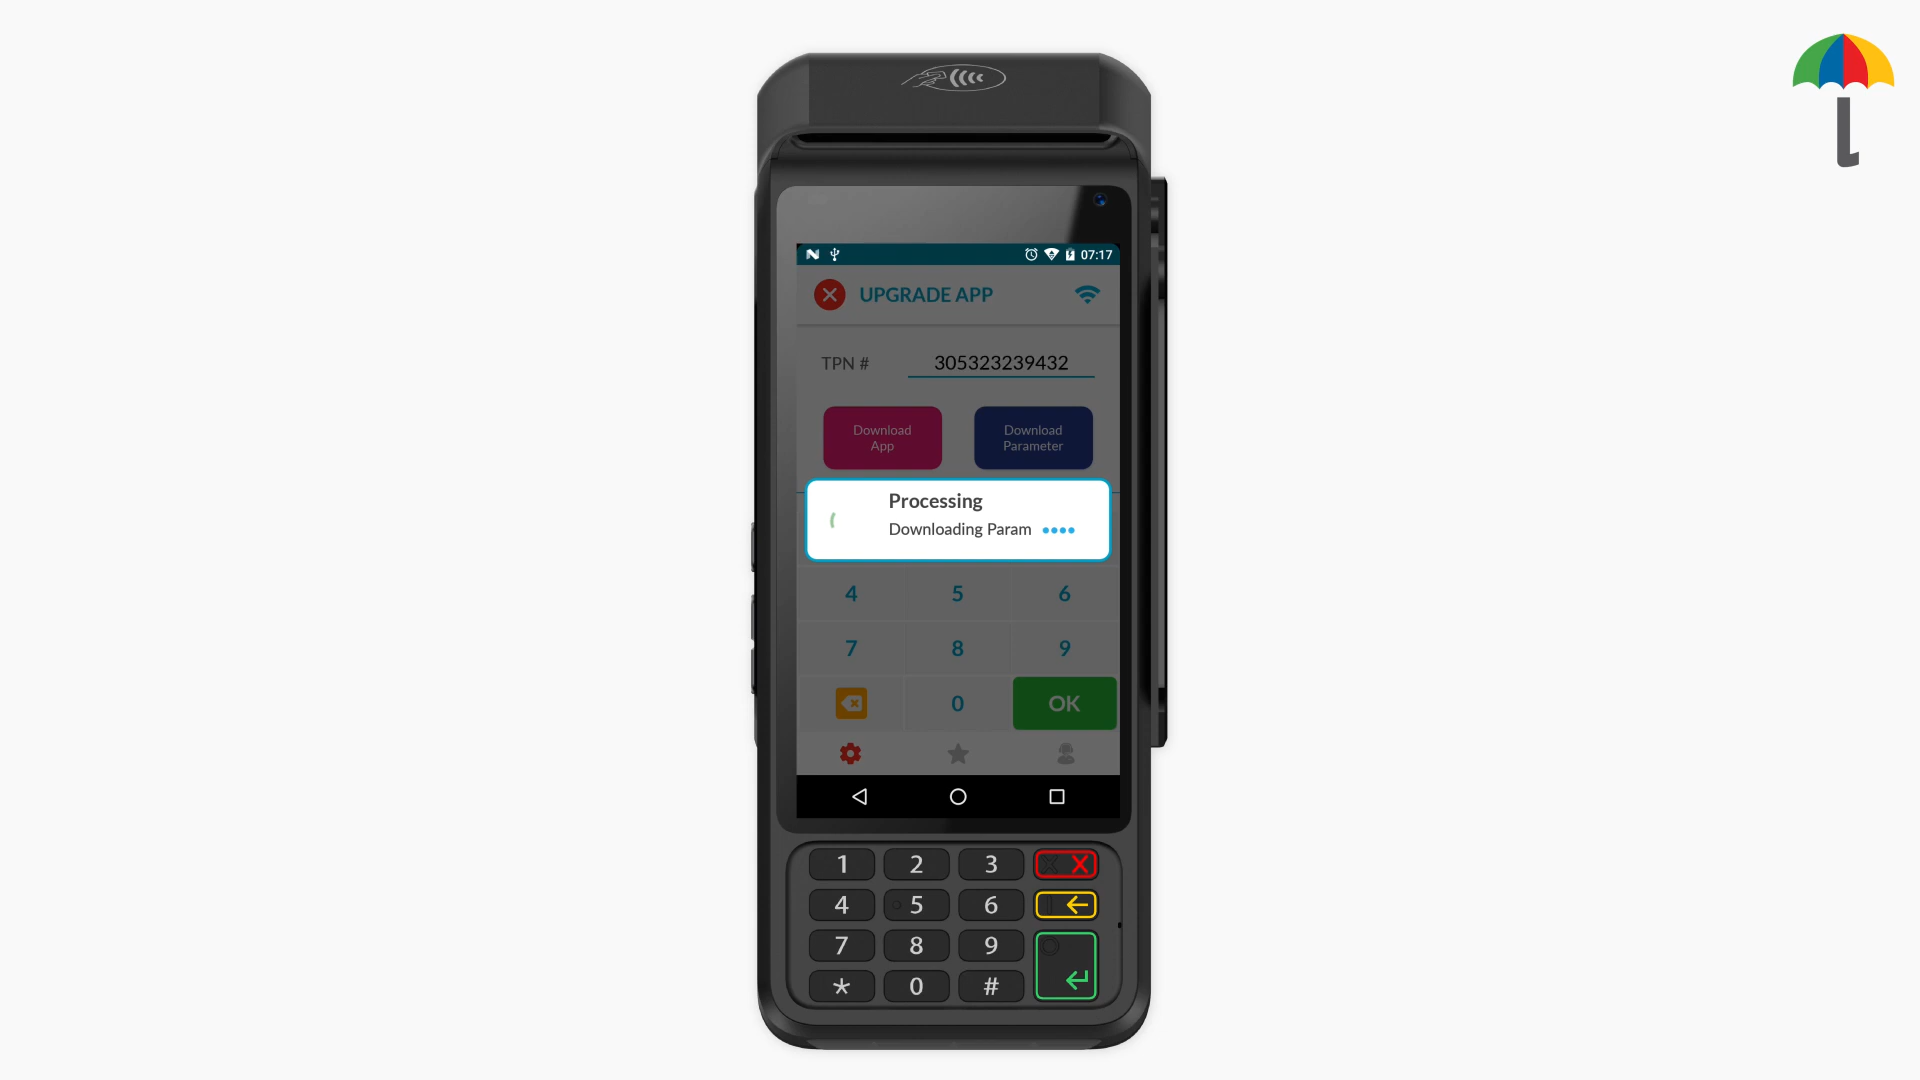 07:17
UPGRADE APP
TPN # 305323239432
Download
App
Download
Parameter
Processing
Downloading Param
4 5 6
7 8 9
0 OK
1 2 3 X
4 5 6
7 8 9
* 0 #